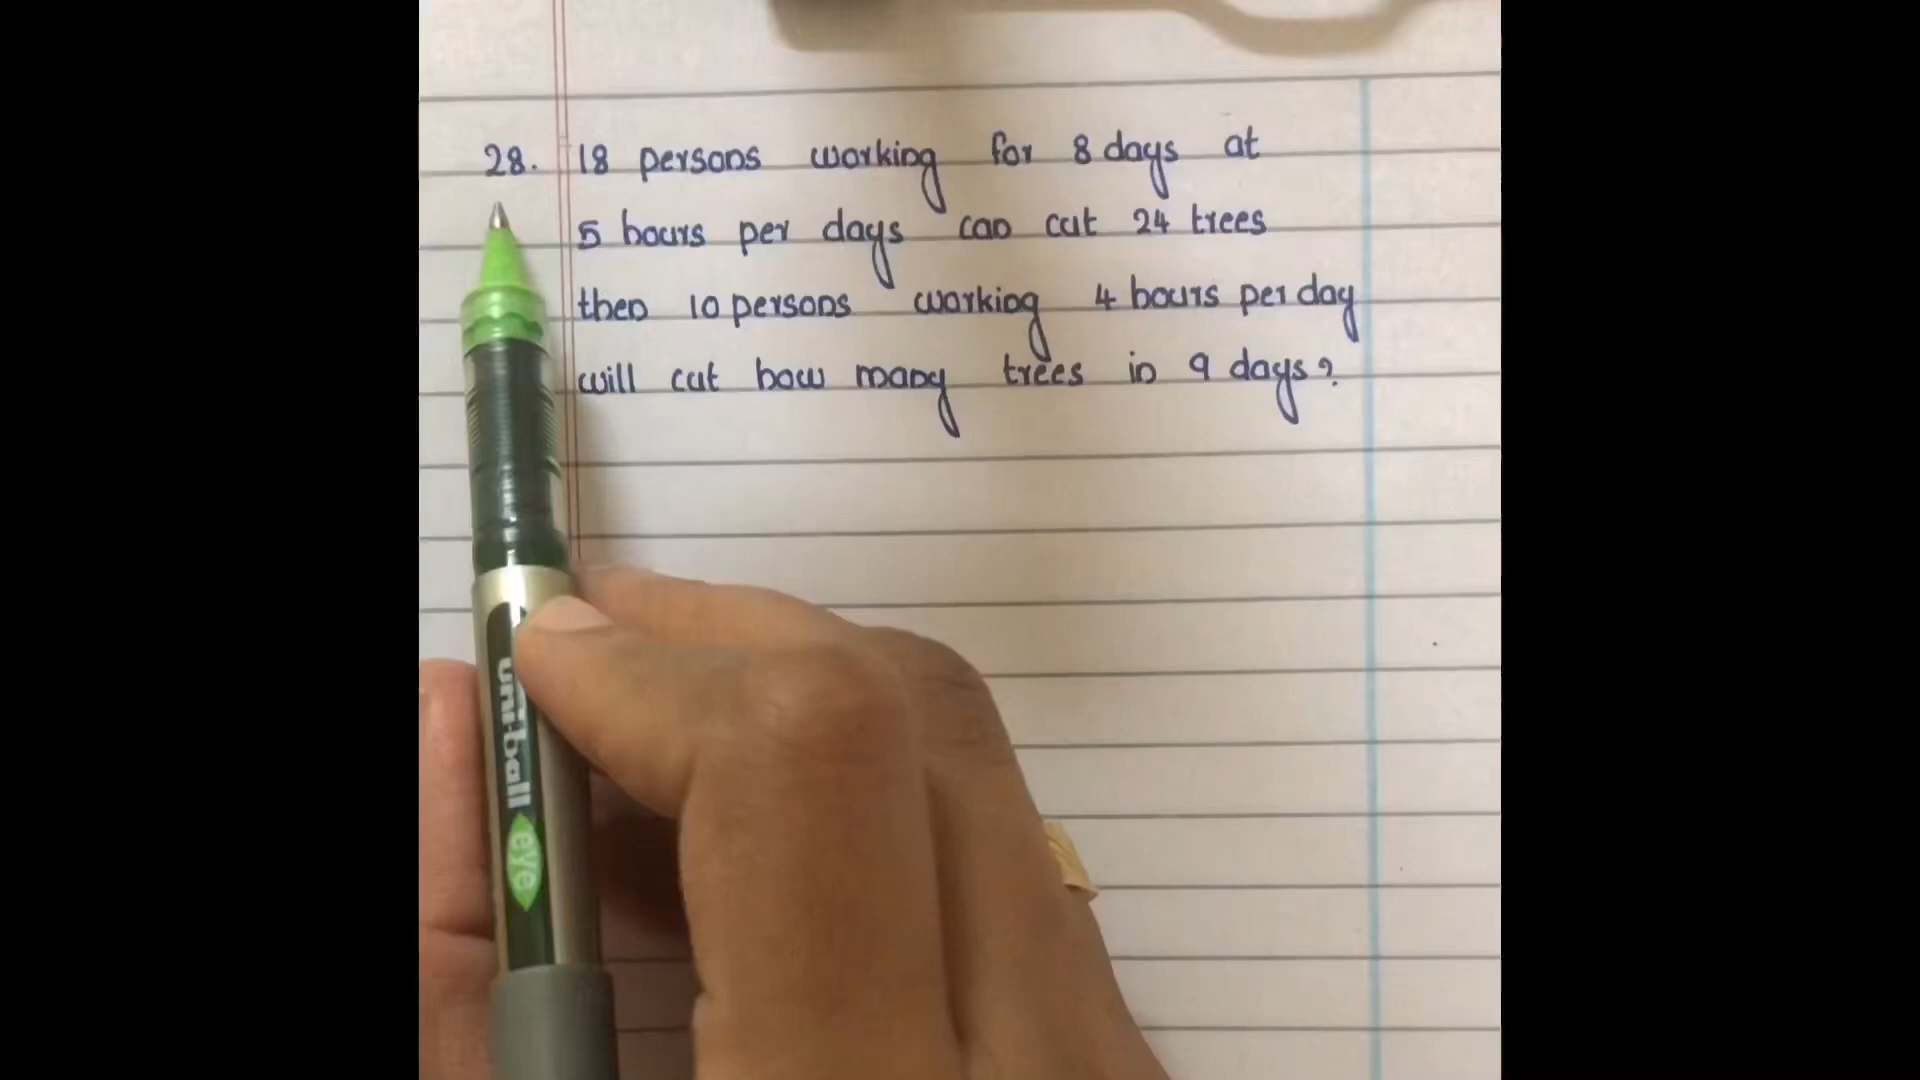 28. 18 persons working for 8 days at
5 hours per days can cut 24 trees
then 10 persons working 4 hours per day
will cut how many trees in 9 days?
uni-ball
eye